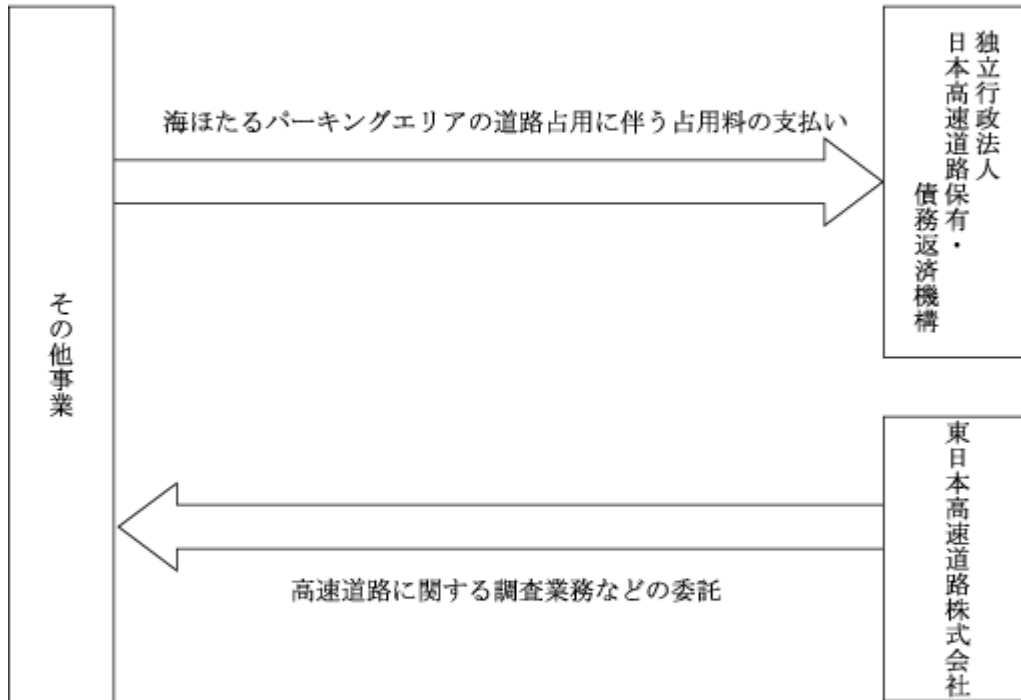 独立行政法人
日本高速道路保有・
債務返済機構
海ほたるパーキングエリアの道路占用に伴う占用料の支払い
その他事業
東日本高速道路株式会社
高速道路に関する調査業務などの委託